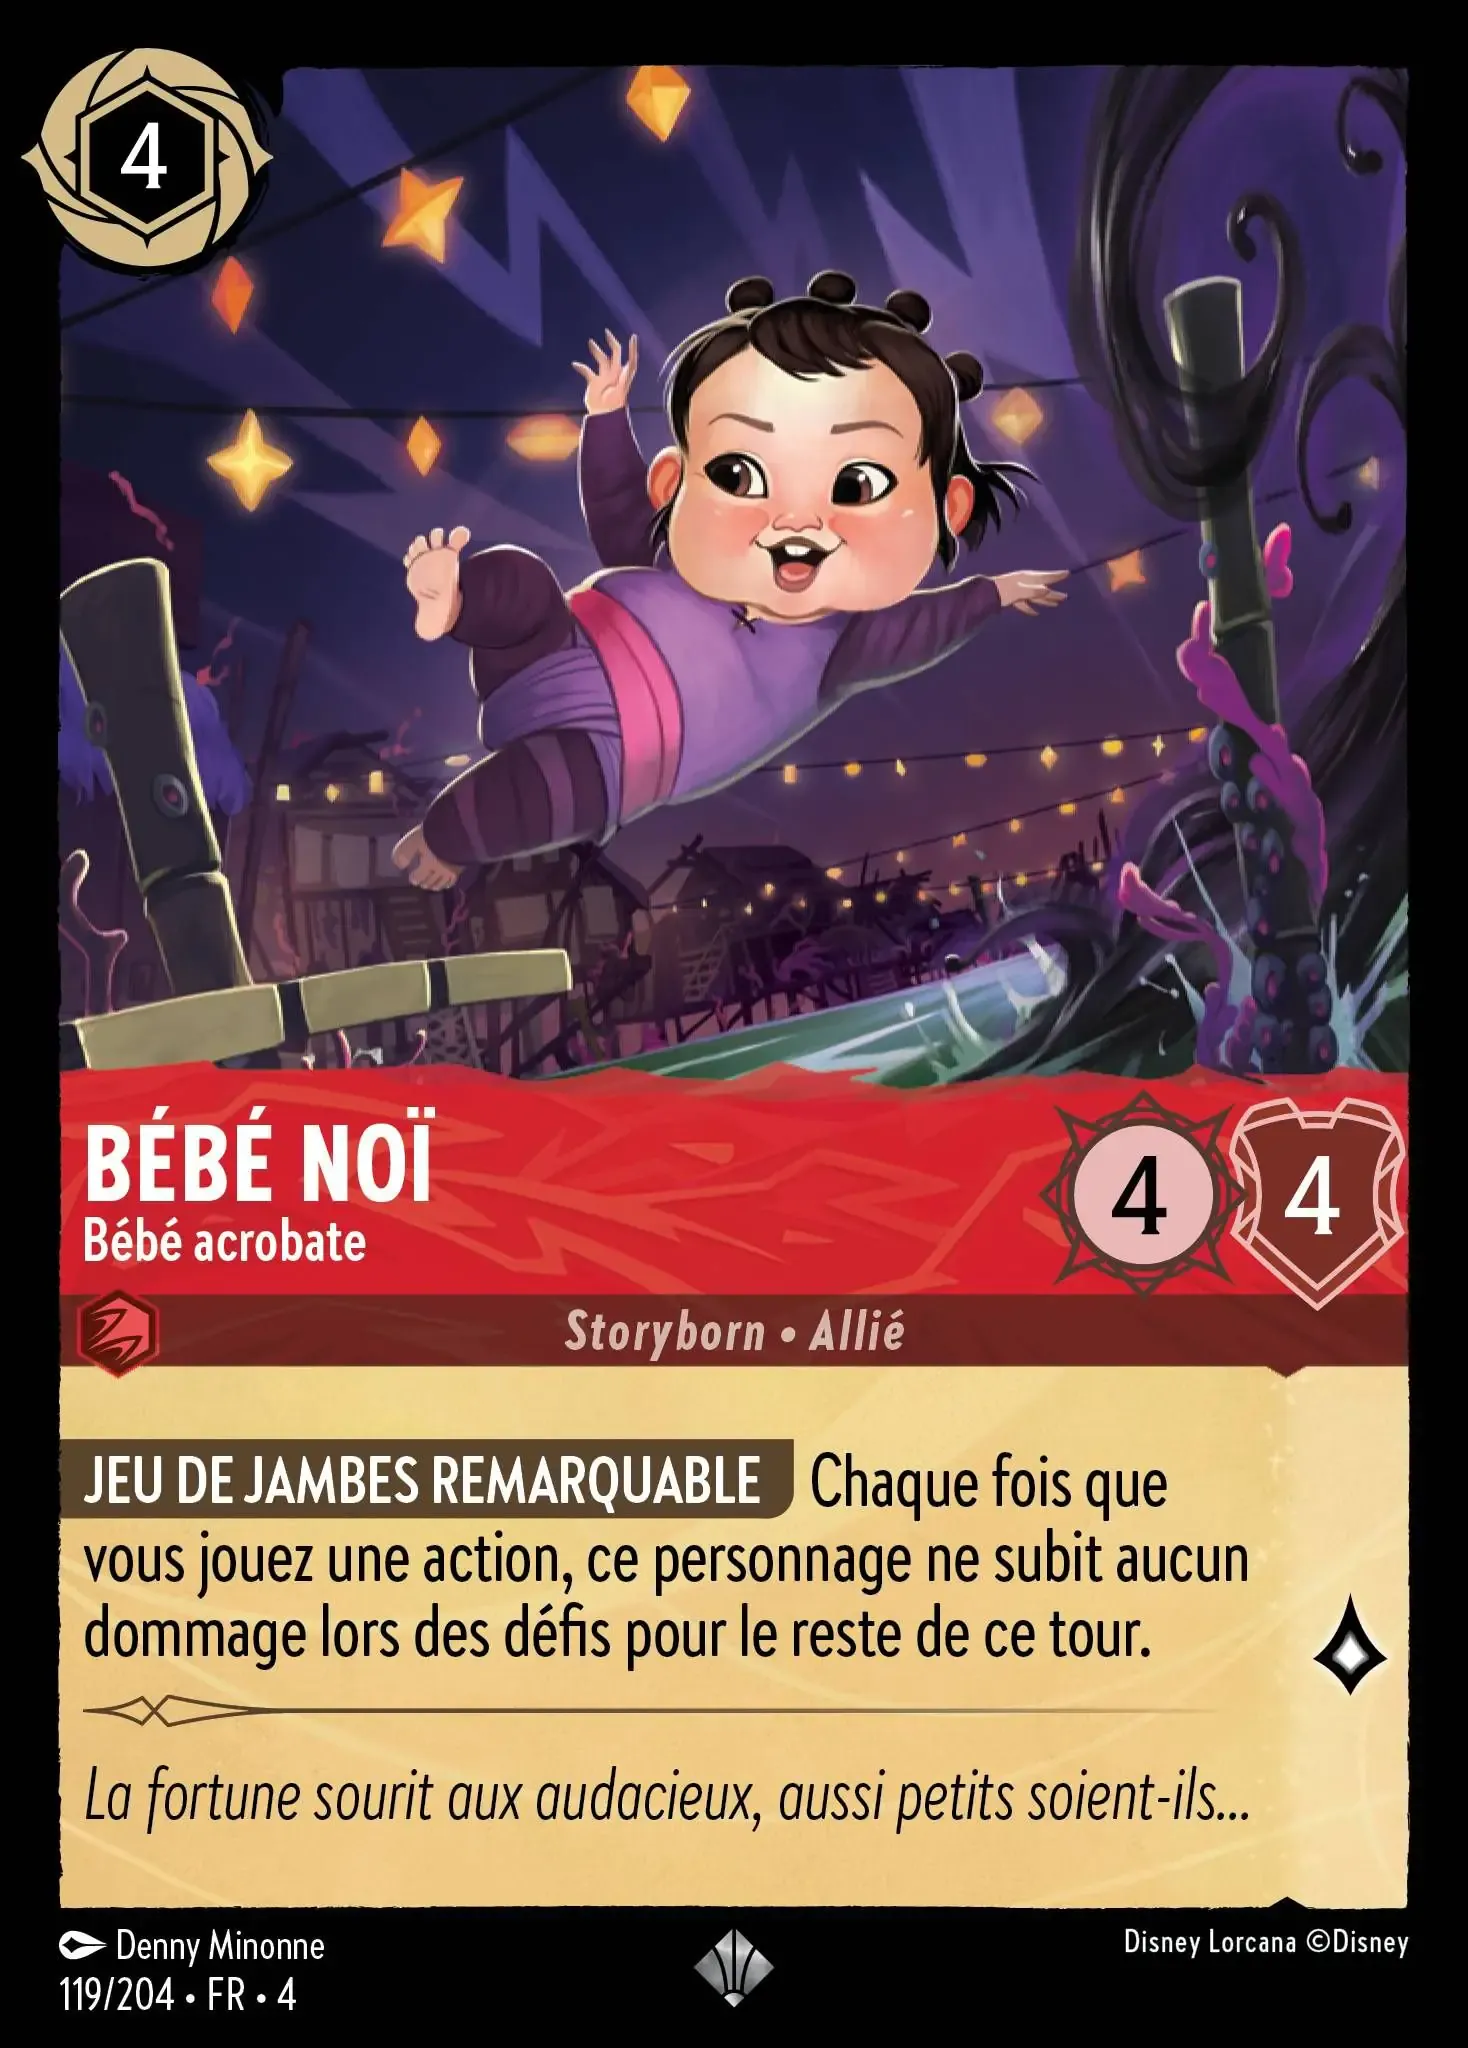 4
BÉBÉ NOÏ
Bébé acrobate
4 4
Storyborn • Allié
JEU DE JAMBES REMARQUABLE Chaque fois que
vous jouez une action, ce personnage ne subit aucun
dommage lors des défis pour le reste de ce tour.
La fortune sourit aux audacieux, aussi petits soient-ils...
Denny Minonne
119/204 • FR • 4
Disney Lorcana ©Disney